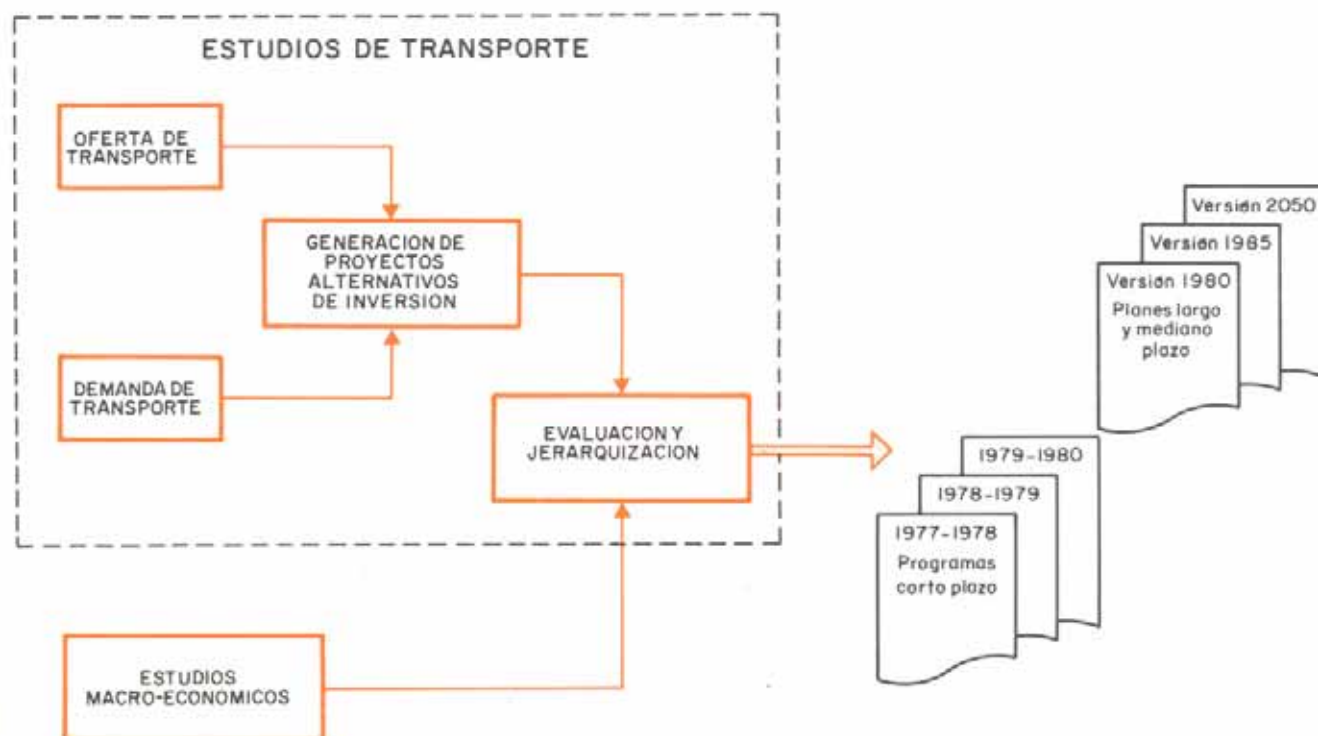 ESTUDIOS DE TRANSPORTE
OFERTA DE
TRANSPORTE
GENERACION DE
PROYECTOS
ALTERNATIVOS
DE INVERSION
DEMANDA DE
TRANSPORTE
EVALUACION Y
JERARQUIZACION
ESTUDIOS
MACRO-ECONOMICOS
Versión 2050
Versión 1985
Versión 1980
Planes largo
y mediano
plazo
1979-1980
1978-1979
1977-1978
Programas
corto plazo